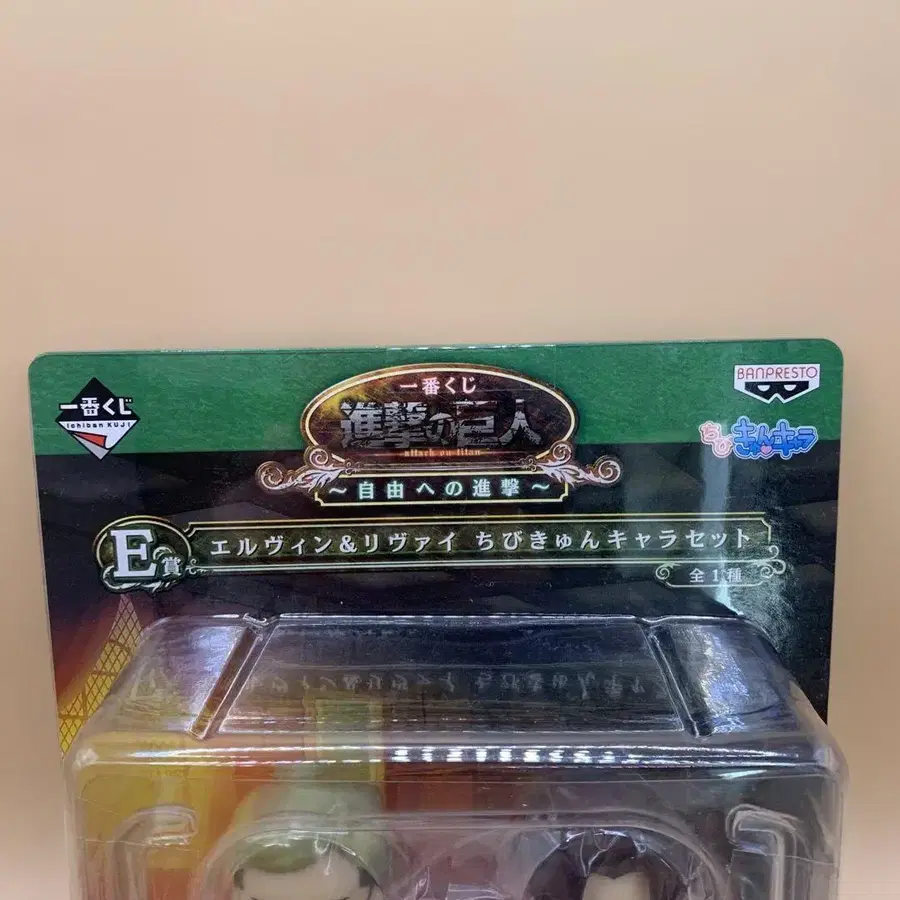 一番くじ
Ichiban KUJI
一番くじ
進撃の巨人
attack on titan
～自由への進撃～
BANPRESTO
ちびきゅんキャラ
E賞
エルヴィン&リヴァイ ちびきゅんキャラセット
全1種